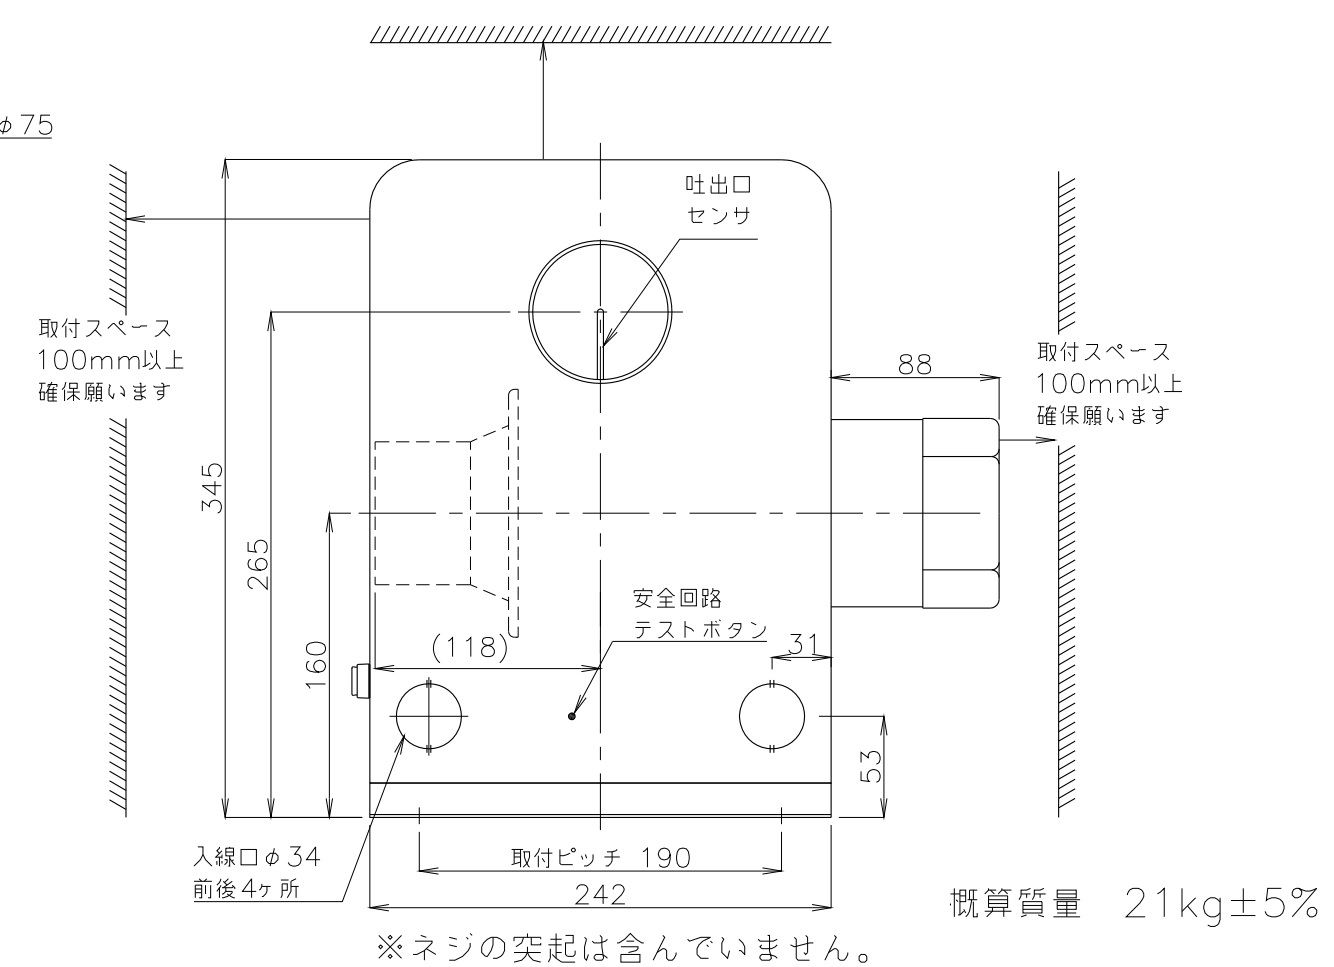 φ75
吐出口
センサ
取付スペース
100mm以上
確保願います
88
取付スペース
100mm以上
確保願います
345
265
160
安全回路
テストボタン
(118)
31
53
入線口φ34
前後4ヶ所
取付ピッチ 190
242
概算質量 21kg±5%
※ネジの突起は含んでいません。